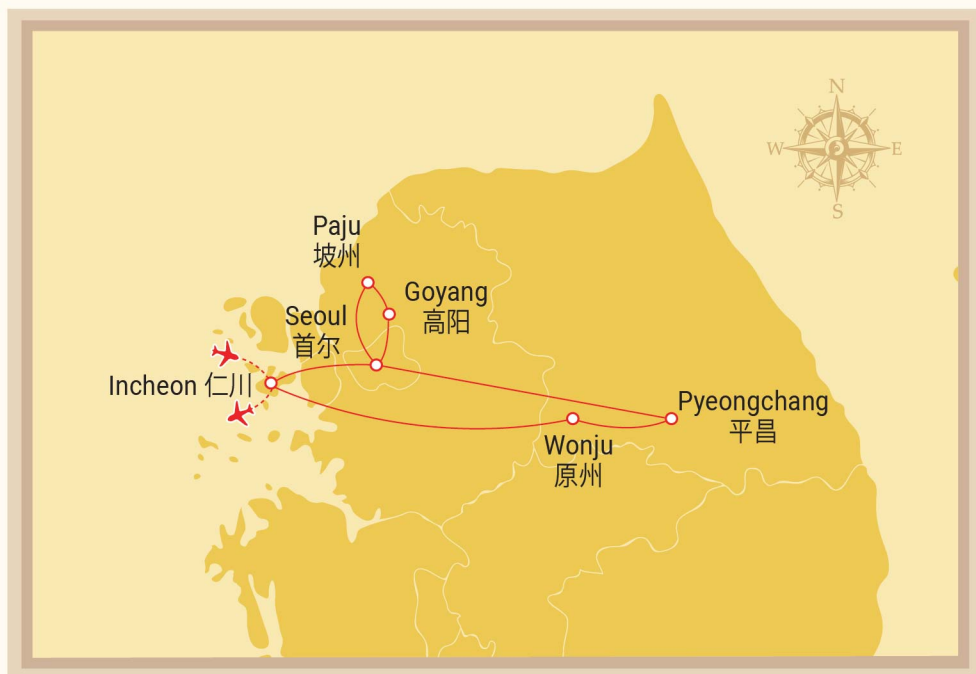 N
W
E
S
Paju
坡州
Goyang
高阳
Seoul
首尔
Incheon 仁川
Pyeongchang
平昌
Wonju
原州